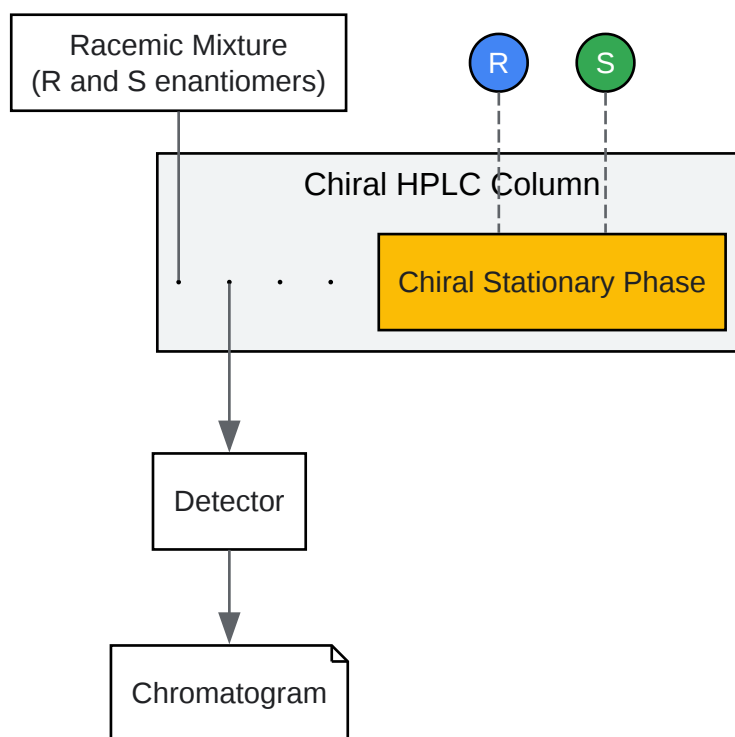 Racemic Mixture
(R and S enantiomers)
R
S
Chiral HPLC Column
Chiral Stationary Phase
Detector
Chromatogram